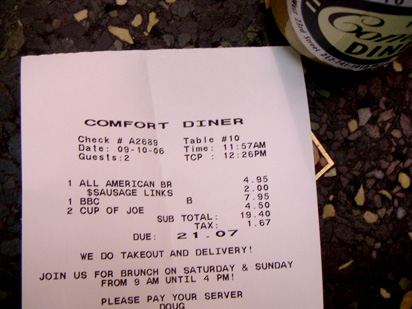 COMFORT DINER
Check # A2689 Table #10
Date: 09-10-06 Time: 11:57AM
Guests:2 TCP : 12:26PM
1 ALL AMERICAN BR 4.95
$SAUSAGE LINKS 2.00
1 BBC B 7.95
2 CUP OF JOE 4.50
SUB TOTAL: 19.40
TAX: 1.67
DUE: 21.07
WE DO TAKEOUT AND DELIVERY!
JOIN US FOR BRUNCH ON SATURDAY & SUNDAY
FROM 9 AM UNTIL 4 PM!
PLEASE PAY YOUR SERVER
DOUG
DINER
23rd Street